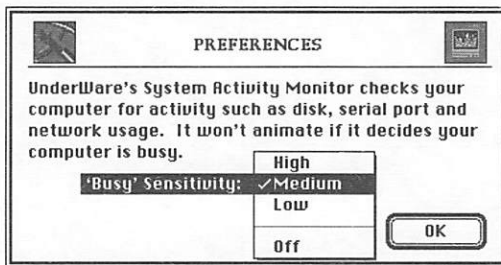 PREFERENCES
UnderWare's System Activity Monitor checks your
computer for activity such as disk, serial port and
network usage. It won't animate if it decides your
computer is busy.
High
'Busy' Sensitivity: ✓Medium
Low
Off
OK